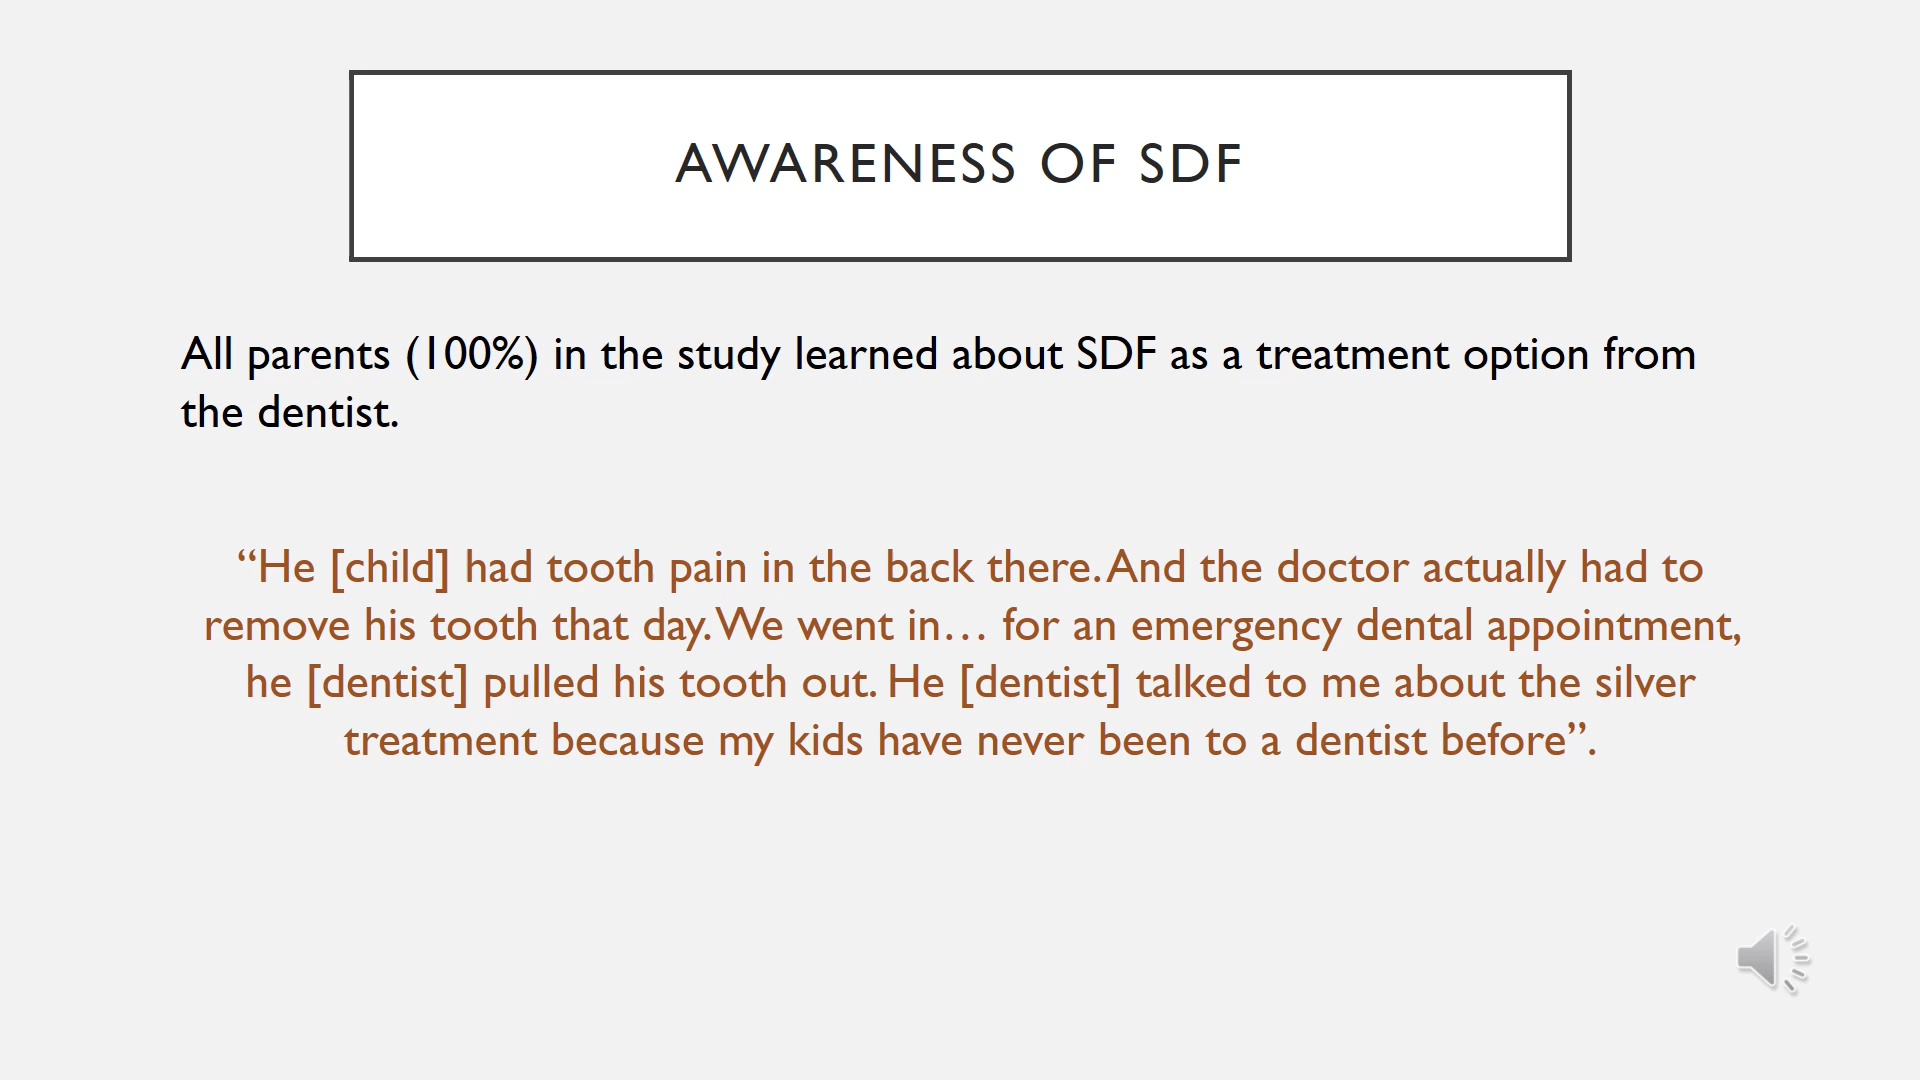 AWARENESS OF SDF
All parents (100%) in the study learned about SDF as a treatment option from
the dentist.
“He [child] had tooth pain in the back there. And the doctor actually had to
remove his tooth that day. We went in… for an emergency dental appointment,
he [dentist] pulled his tooth out. He [dentist] talked to me about the silver
treatment because my kids have never been to a dentist before”.